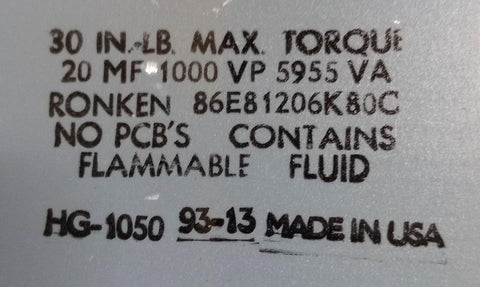 30 IN.-LB. MAX. TORQUE
20 MF 1000 VP 5955 VA
RONKEN 86E81206K80C
NO PCB'S CONTAINS
FLAMMABLE FLUID
HG-1050 93-13 MADE IN USA